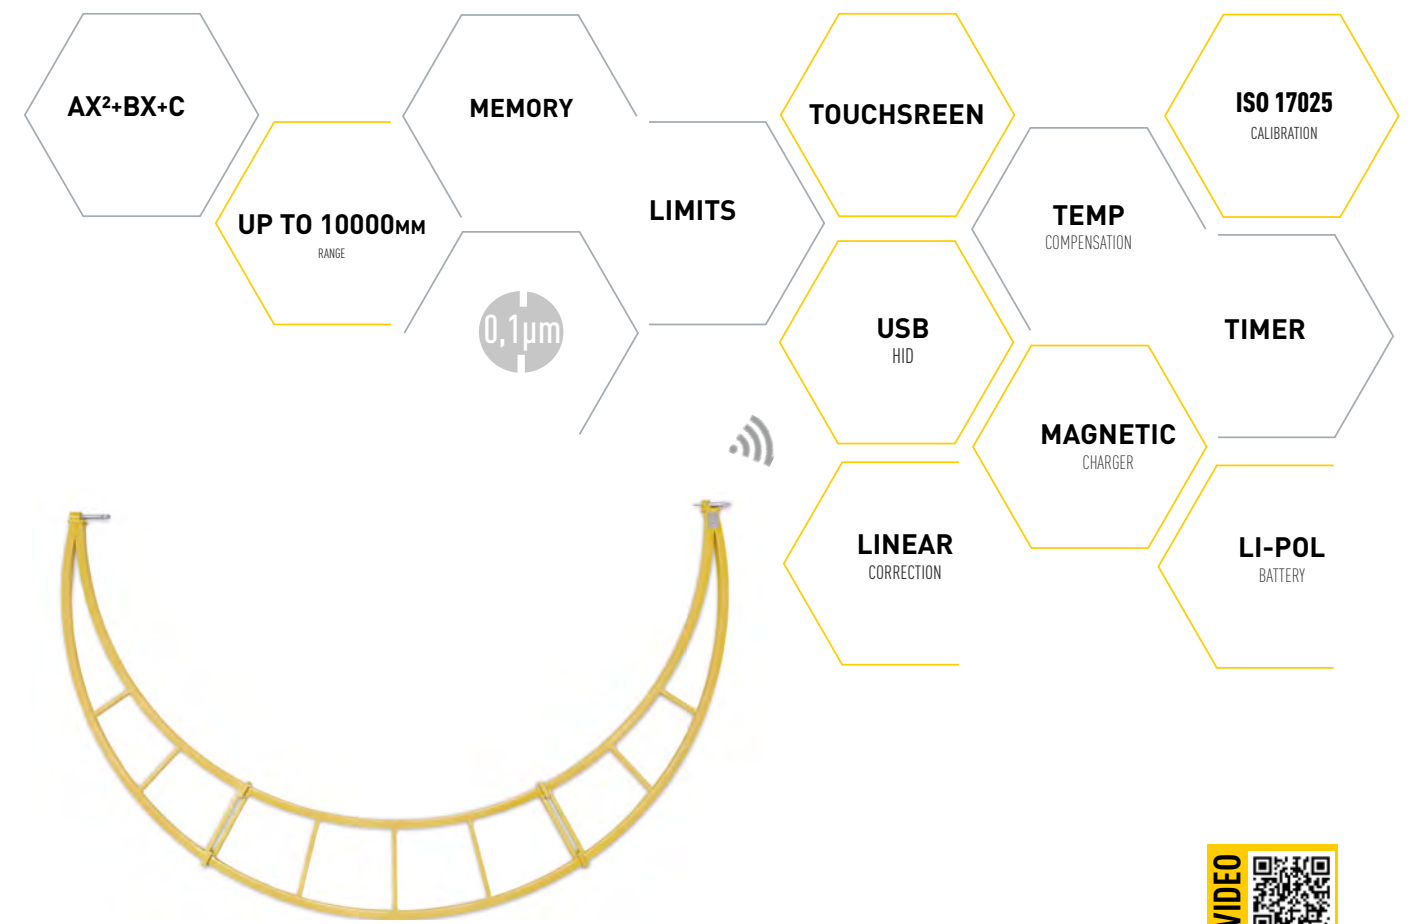 AX²+BX+C
MEMORY
TOUCHSREEN
ISO 17025
CALIBRATION
UP TO 10000MM
RANGE
LIMITS
TEMP
COMPENSATION
0,1µm
USB
HID
TIMER
MAGNETIC
CHARGER
LINEAR
CORRECTION
LI-POL
BATTERY
VIDEO